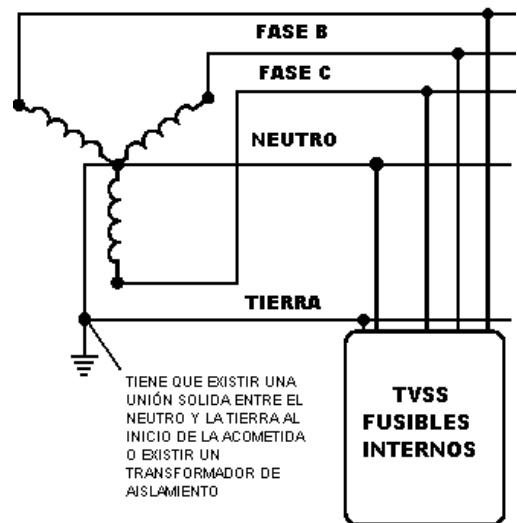 FASE B
FASE C
NEUTRO
TIERRA
TIENE QUE EXISTIR UNA
UNIÓN SOLIDA ENTRE EL
NEUTRO Y LA TIERRA AL
INICIO DE LA ACOMETIDA
O EXISTIR UN
TRANSFORMADOR DE
AISLAMIENTO
TVSS
FUSIBLES
INTERNOS